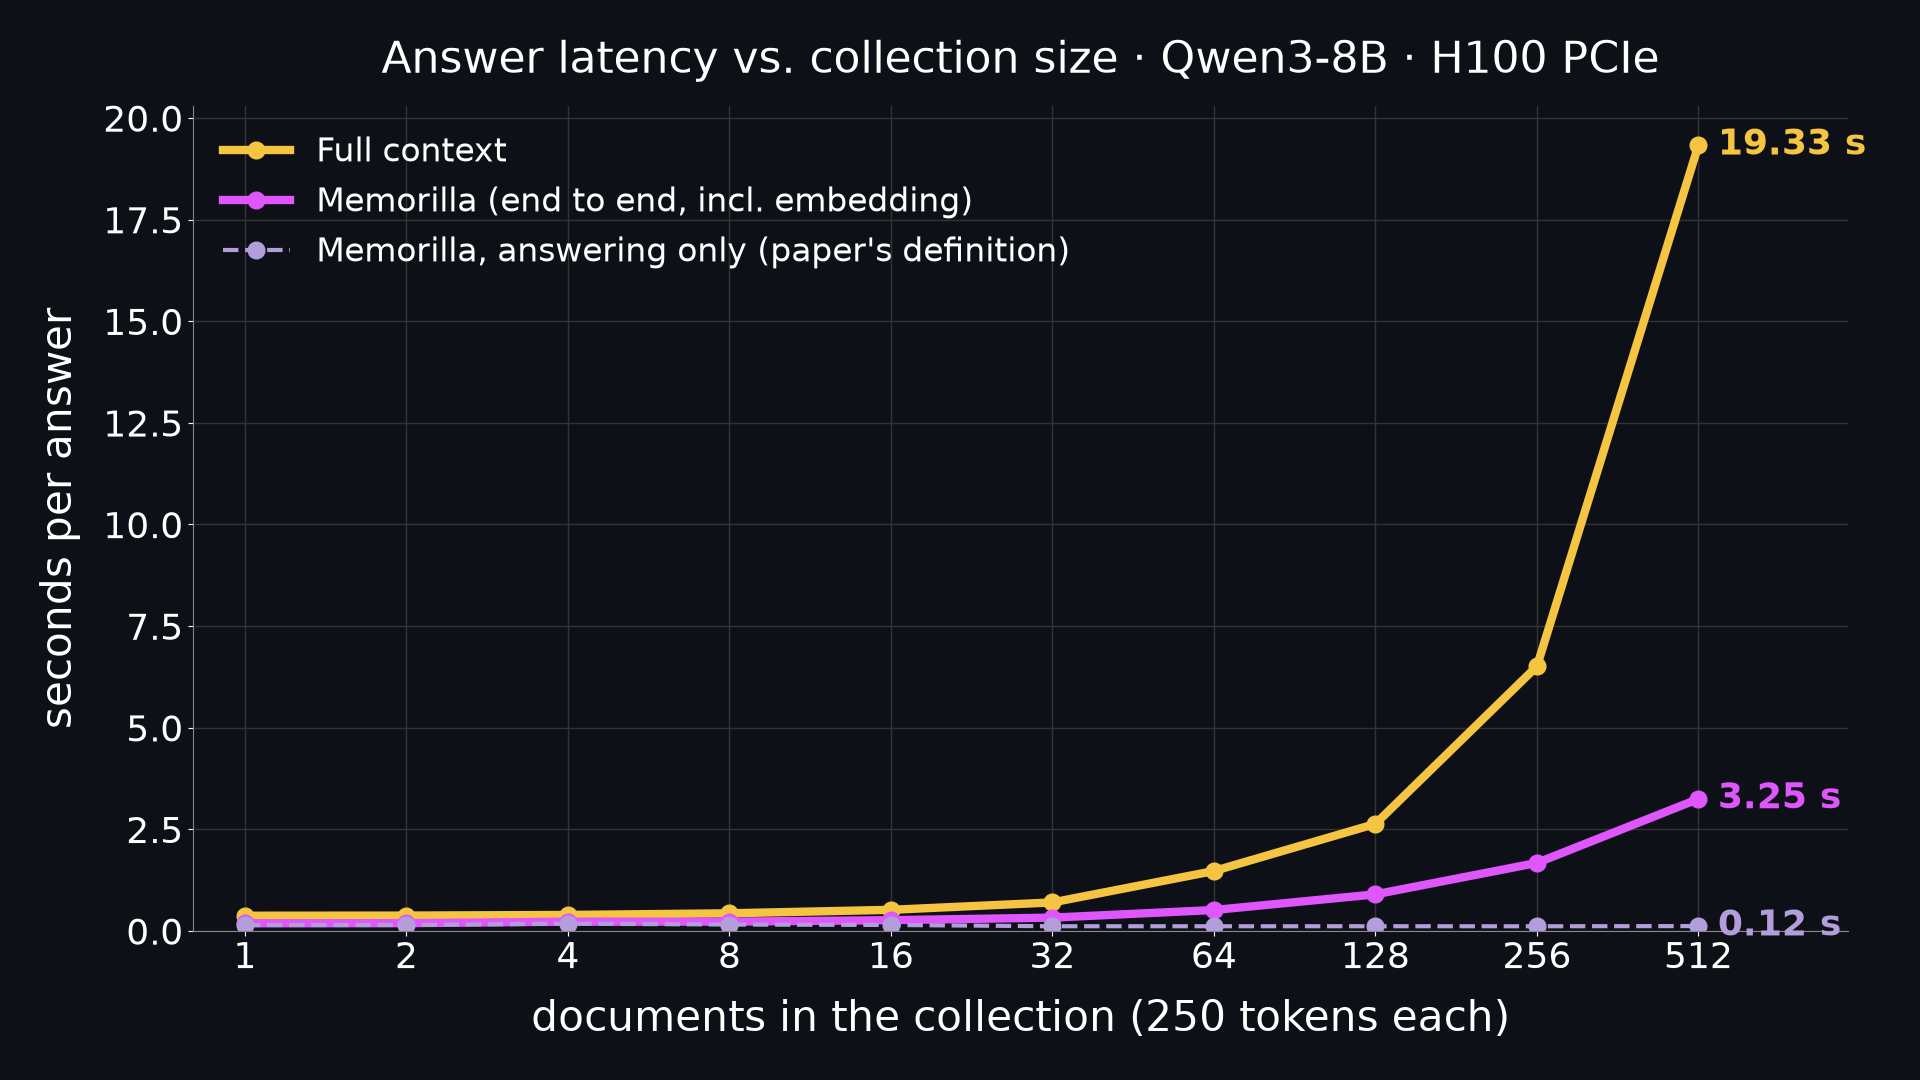 Answer latency vs. collection size · Qwen3-8B · H100 PCIe
Full context
Memorilla (end to end, incl. embedding)
Memorilla, answering only (paper's definition)
seconds per answer
20.0
17.5
15.0
12.5
10.0
7.5
5.0
2.5
0.0
19.33 s
3.25 s
0.12 s
1 2 4 8 16 32 64 128 256 512
documents in the collection (250 tokens each)